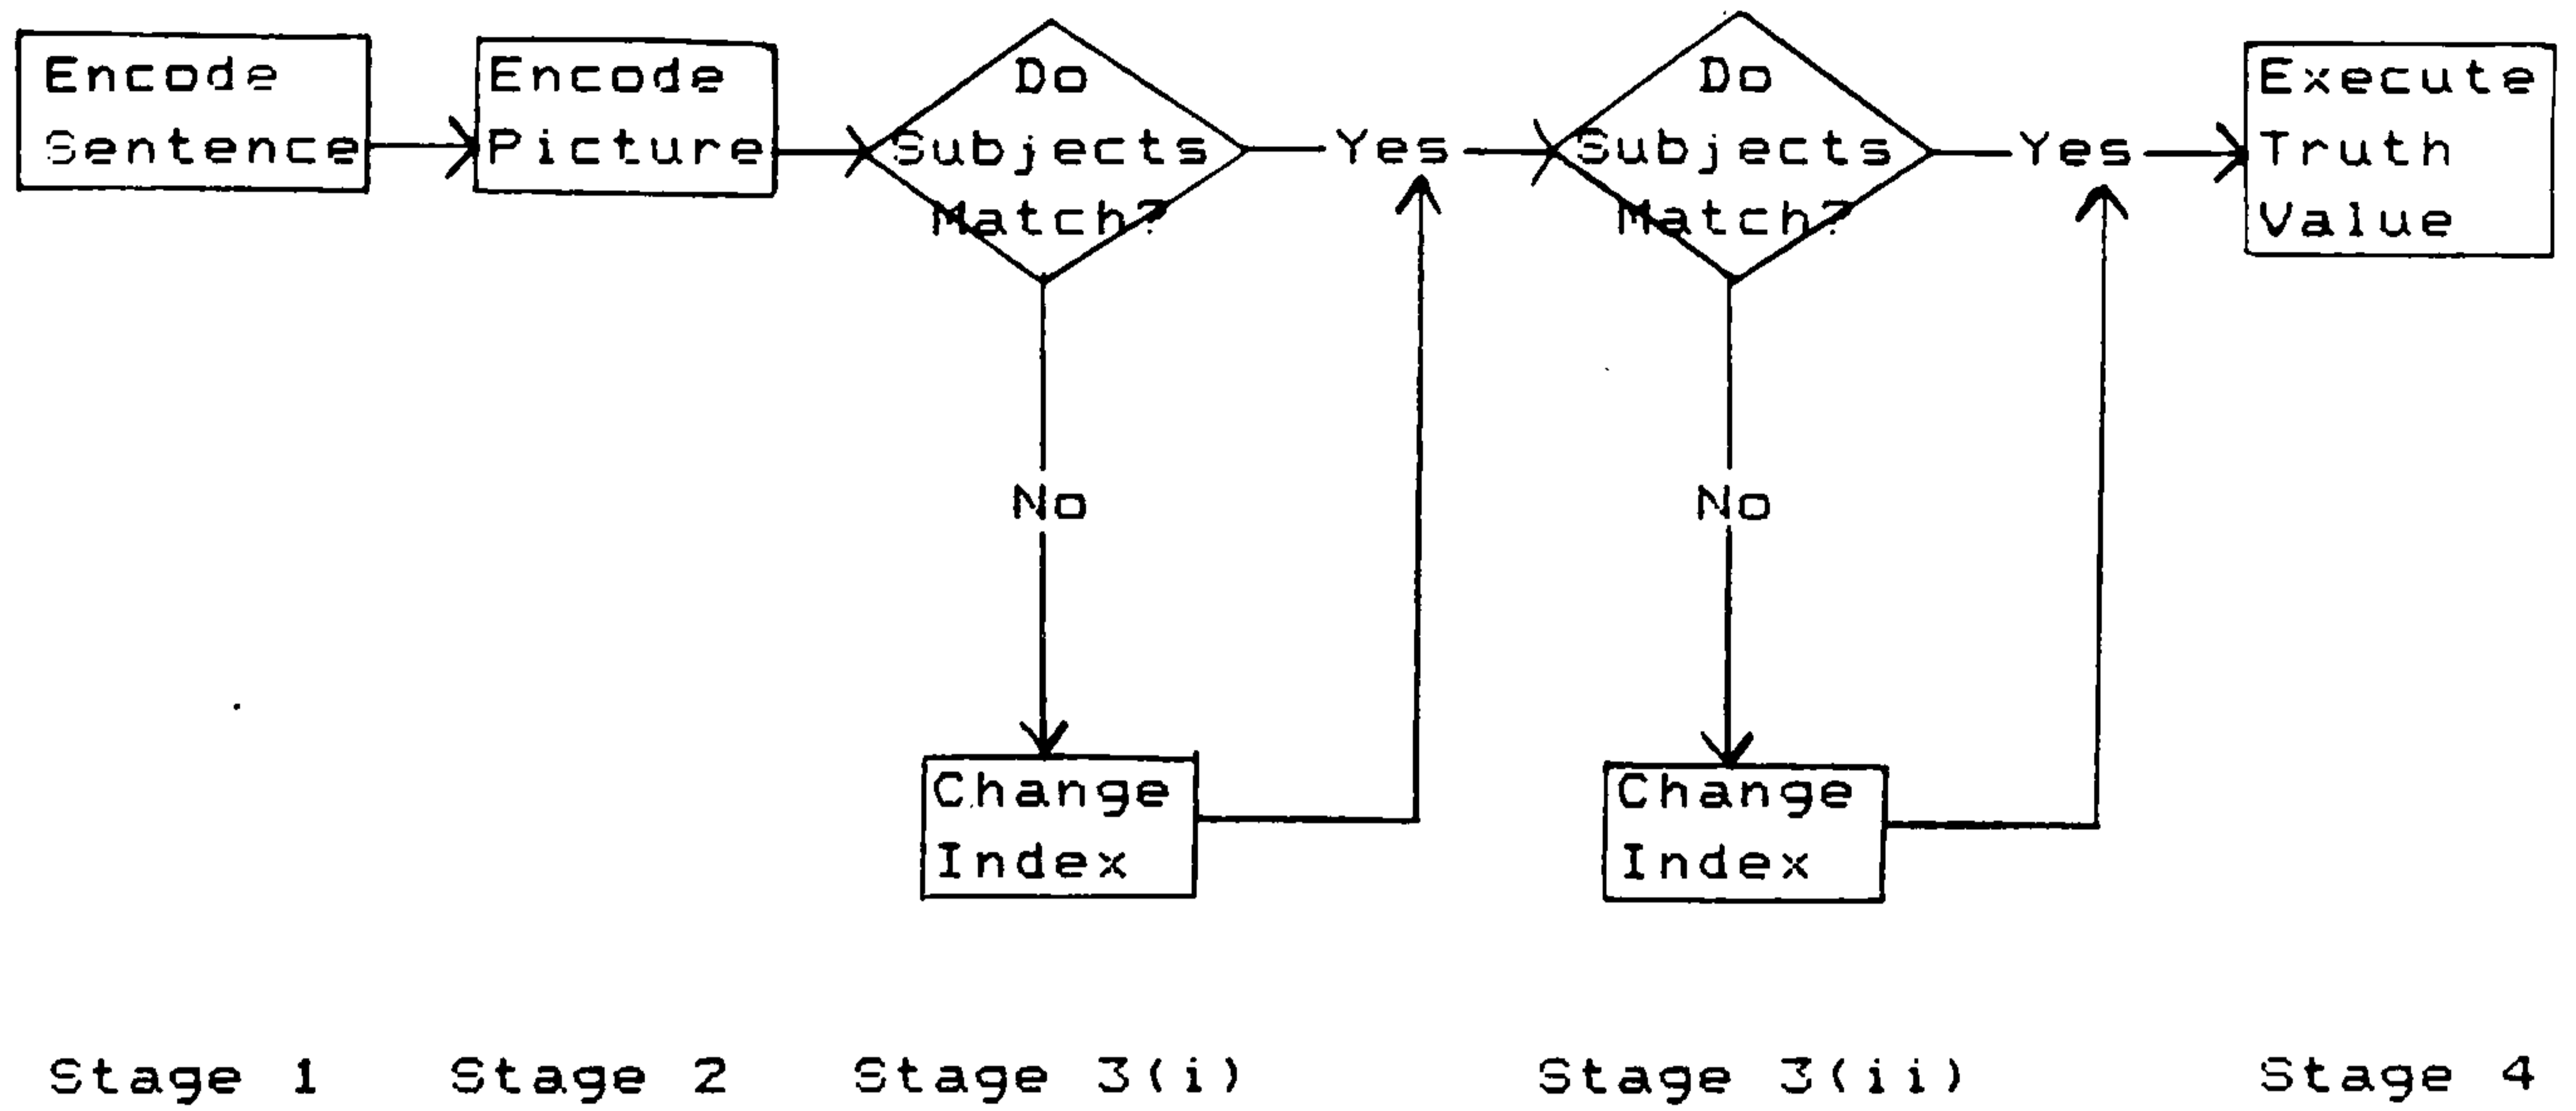 Encode
Sentence
Encode
Picture
Do
Subjects
Match?
Yes
No
Change
Index
Do
Subjects
Match?
Yes
No
Change
Index
Execute
Truth
Value
Stage 1
Stage 2
Stage 3(i)
Stage 3(ii)
Stage 4